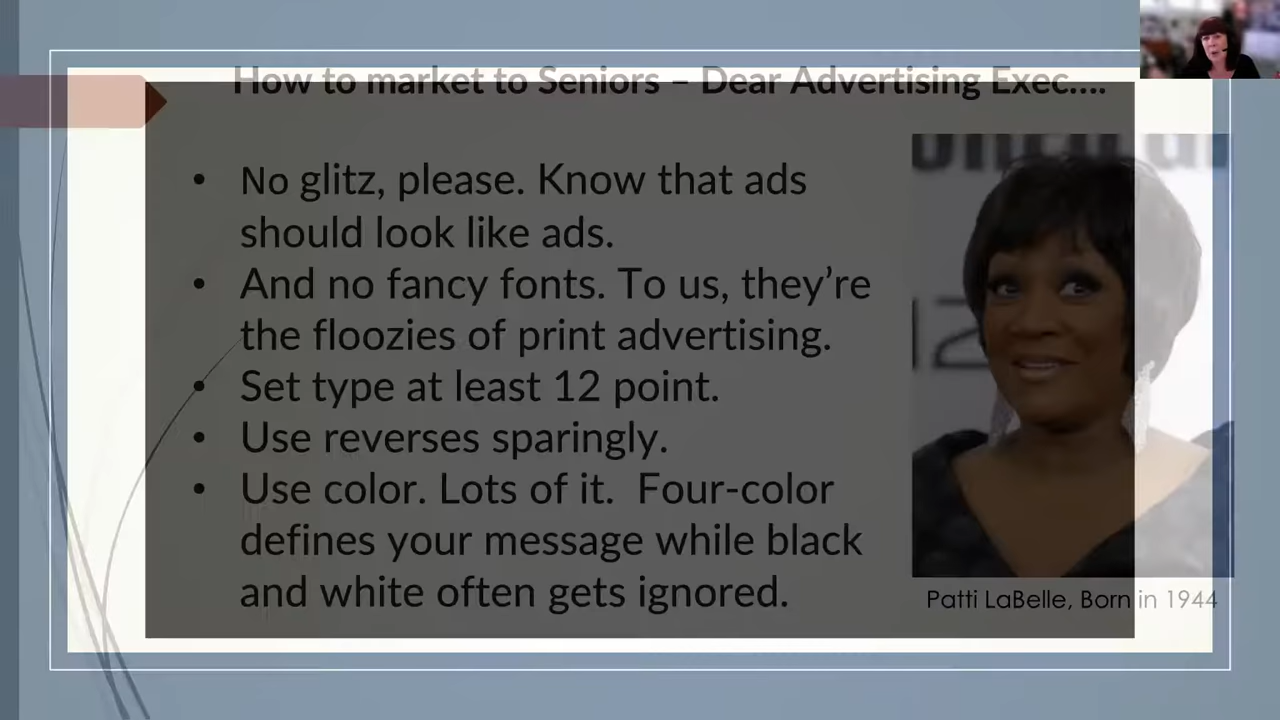 How to market to Seniors – Dear Advertising Exec....
• No glitz, please. Know that ads
should look like ads.
• And no fancy fonts. To us, they’re
the floozies of print advertising.
• Set type at least 12 point.
• Use reverses sparingly.
• Use color. Lots of it.  Four-color
defines your message while black
and white often gets ignored.
Patti LaBelle, Born in 1944